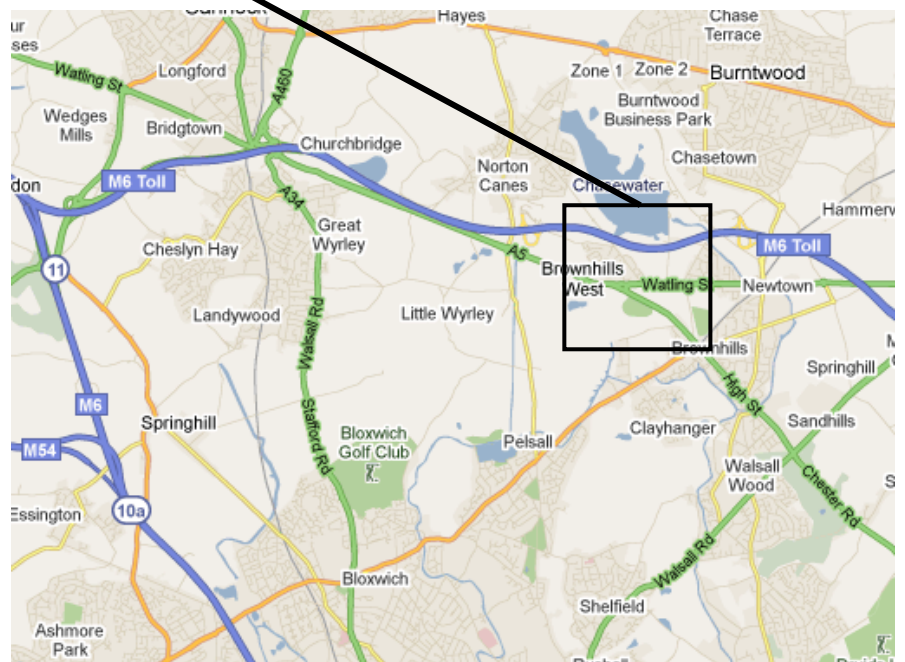 Hayes
Chase
Terrace
Longford
Watling St
A460
Zone 1
Zone 2
Burntwood
Burntwood
Business Park
Wedges
Mills
Bridgtown
Churchbridge
Norton
Canes
Chasetown
Chasewater
M6 Toll
A34
Great
Wyrley
Cheslyn Hay
A5
M6 Toll
11
Brownhills
West
Watling S
Newtown
Landywood
Little Wyrley
Walsall Rd
Brownhills
Springhill
High St
M6
Springhill
Stafford Rd
Bloxwich
Golf Club
Pelsall
Clayhanger
Sandhills
M54
Walsall
Wood
Chester Rd
Essington
10a
Walsall Rd
Bloxwich
Shelfield
Ashmore
Park